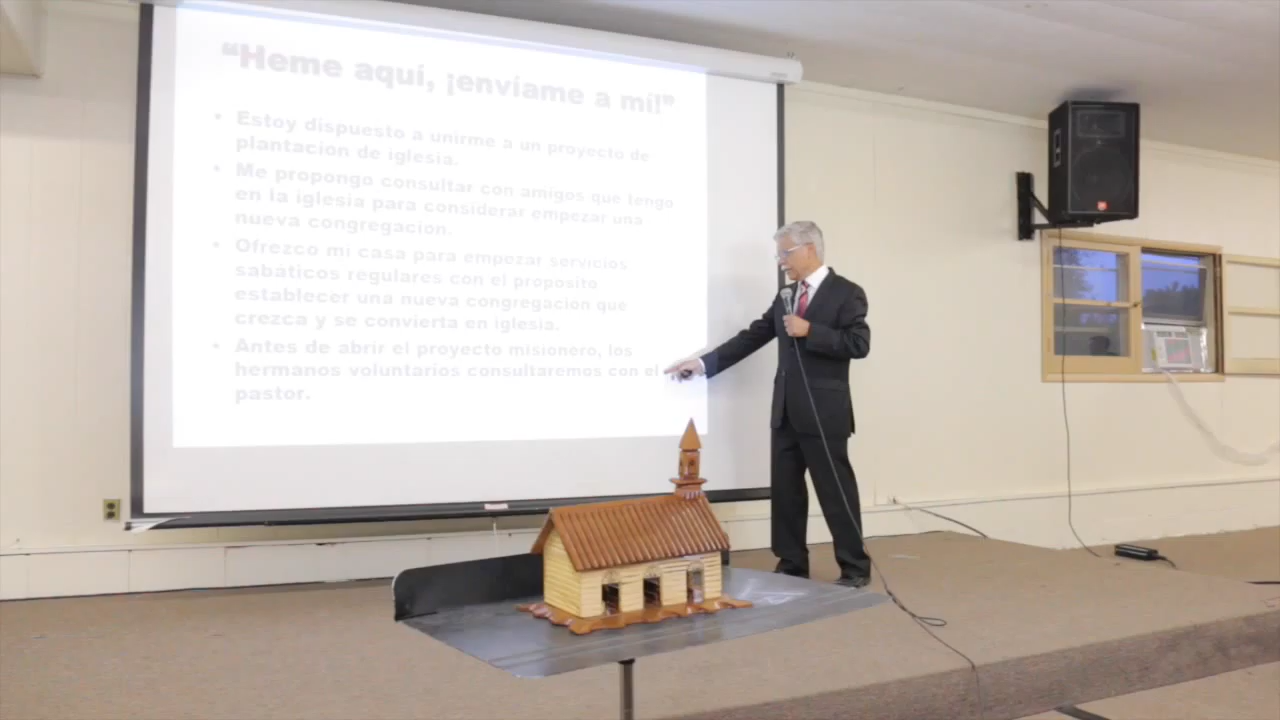 “Heme aquí, ¡envíame a mí!”
• Estoy dispuesto a unirme a un proyecto de
plantacion de iglesia.
• Me propongo consultar con amigos que tengo
en la iglesia para considerar empezar una
nueva congregacion.
• Ofrezco mi casa para empezar servicios
sabáticos regulares con el proposito
establecer una nueva congregacion que
crezca y se convierta en iglesia.
• Antes de abrir el proyecto misionero, los
hermanos voluntarios consultaremos con el
pastor.